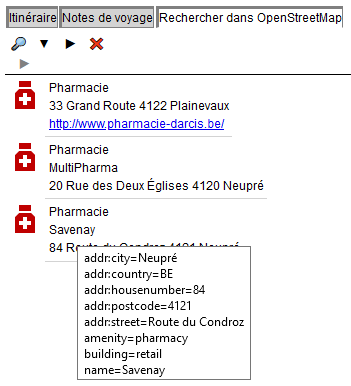 Itinéraire Notes de voyage Rechercher dans OpenStreetMap
Pharmacie
33 Grand Route 4122 Plainevaux
http://www.pharmacie-darcis.be/
Pharmacie
MultiPharma
20 Rue des Deux Églises 4120 Neupré
Pharmacie
Savenay
84 Route du Condroz 4121 Neupré
addr:city=Neupré
addr:country=BE
addr:housenumber=84
addr:postcode=4121
addr:street=Route du Condroz
amenity=pharmacy
building=retail
name=Savenay